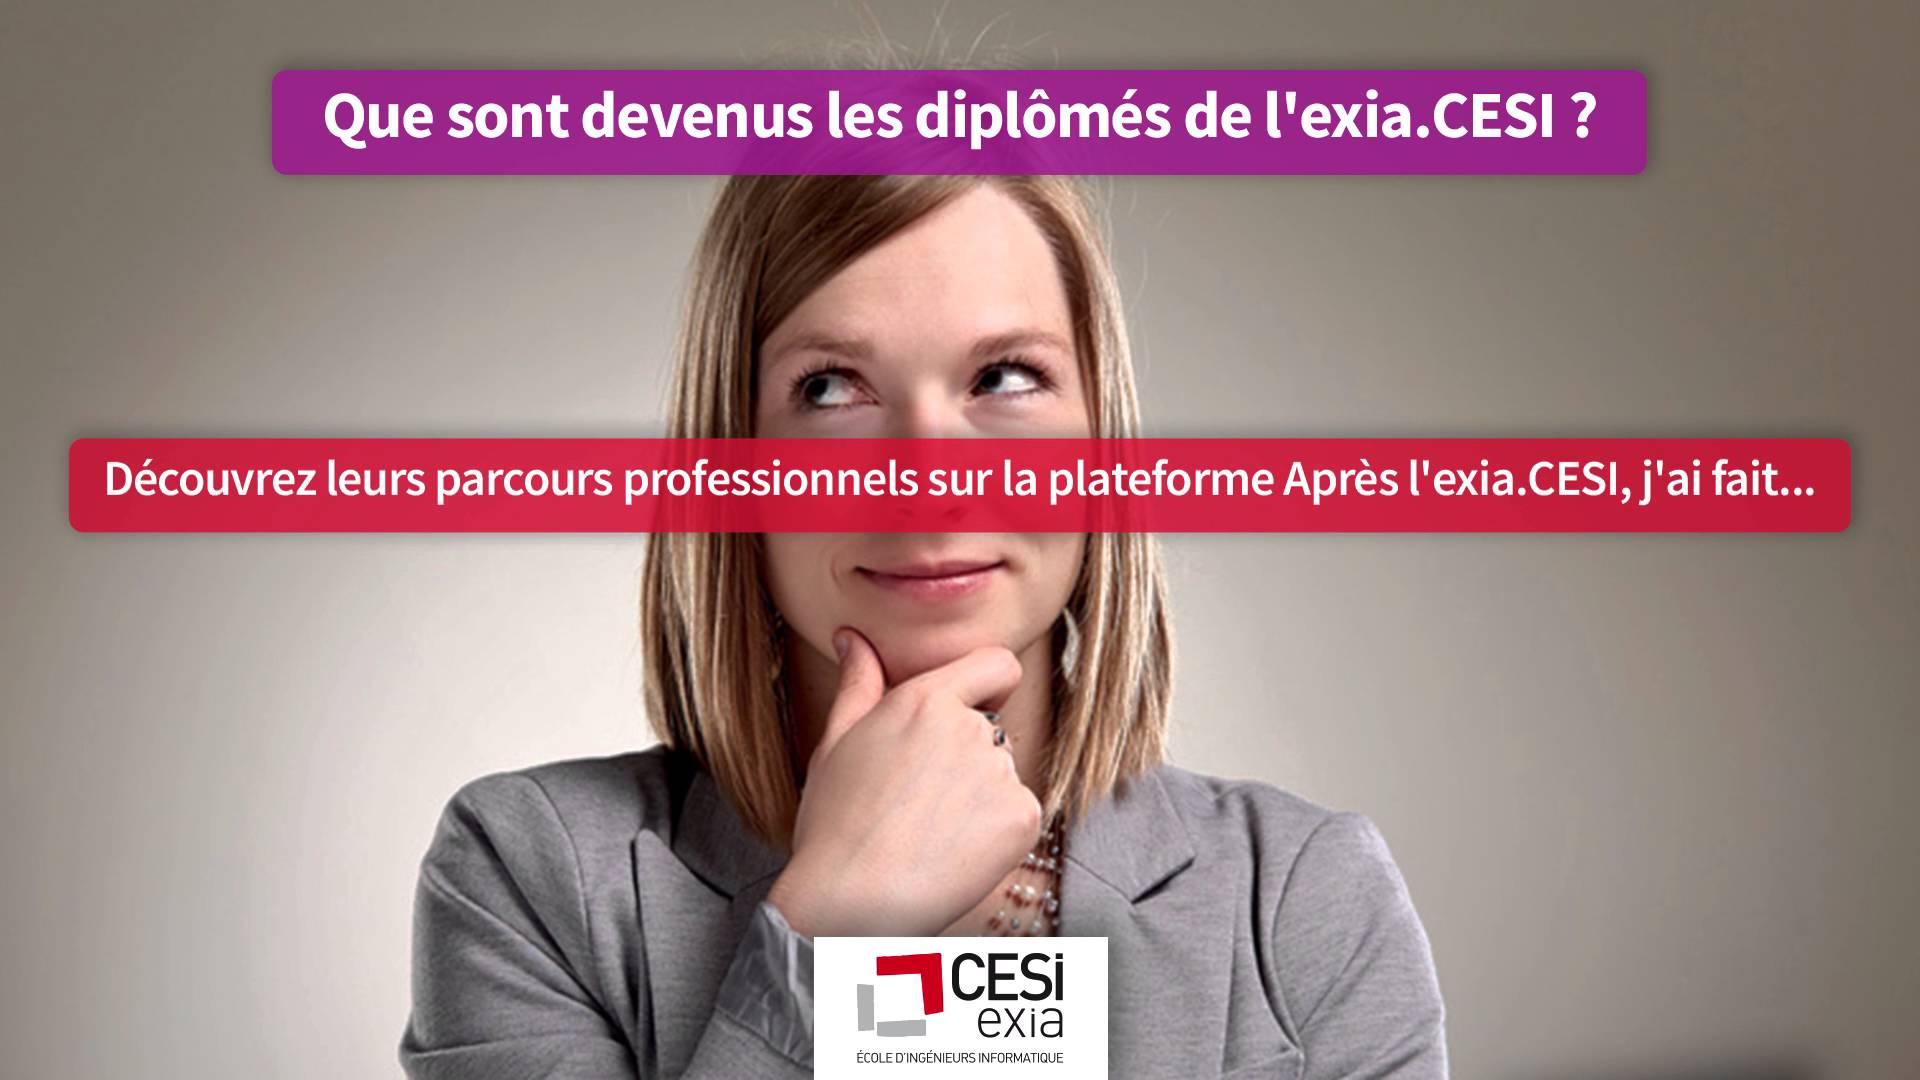 Que sont devenus les diplômés de l'exia.CESI ?
Découvrez leurs parcours professionnels sur la plateforme Après l'exia.CESI, j'ai fait...
CESi
exia
ÉCOLE D'INGÉNIEURS INFORMATIQUE